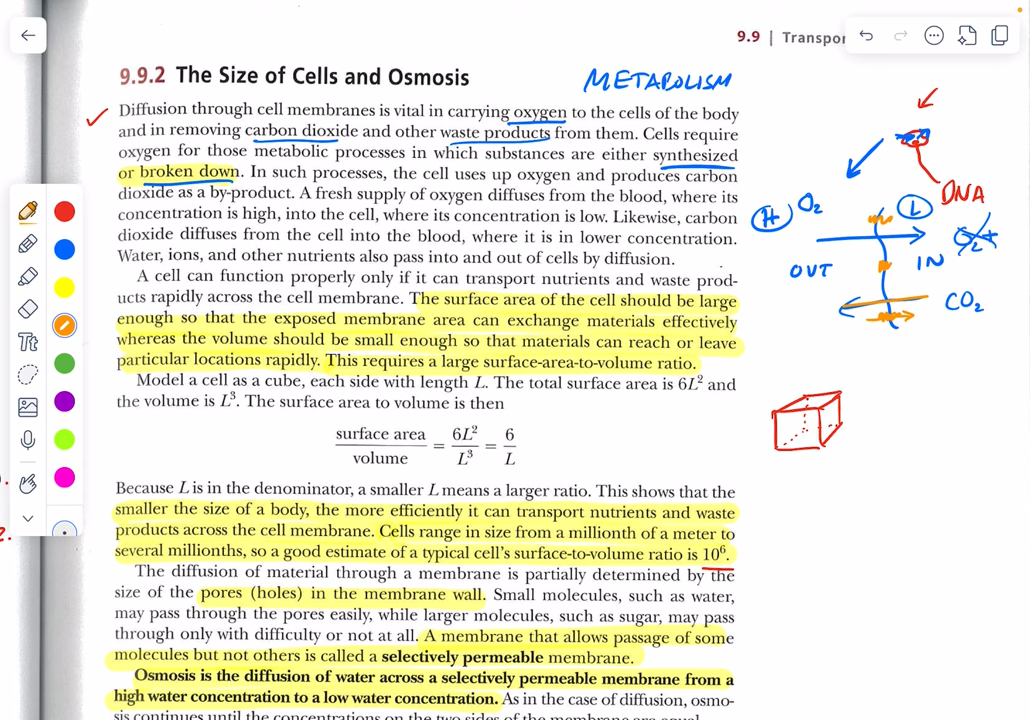 9.9 | Transpor
9.9.2 The Size of Cells and Osmosis
METABOLISM
Diffusion through cell membranes is vital in carrying oxygen to the cells of the body
and in removing carbon dioxide and other waste products from them. Cells require
oxygen for those metabolic processes in which substances are either synthesized
or broken down. In such processes, the cell uses up oxygen and produces carbon
dioxide as a by-product. A fresh supply of oxygen diffuses from the blood, where its
concentration is high, into the cell, where its concentration is low. Likewise, carbon
dioxide diffuses from the cell into the blood, where it is in lower concentration.
Water, ions, and other nutrients also pass into and out of cells by diffusion.
A cell can function properly only if it can transport nutrients and waste prod-
ucts rapidly across the cell membrane. The surface area of the cell should be large
enough so that the exposed membrane area can exchange materials effectively
whereas the volume should be small enough so that materials can reach or leave
particular locations rapidly. This requires a large surface-area-to-volume ratio.
Model a cell as a cube, each side with length L. The total surface area is 6L² and
the volume is L³. The surface area to volume is then
surface area / volume = 6L² / L³ = 6 / L
Because L is in the denominator, a smaller L means a larger ratio. This shows that the
smaller the size of a body, the more efficiently it can transport nutrients and waste
products across the cell membrane. Cells range in size from a millionth of a meter to
several millionths, so a good estimate of a typical cell's surface-to-volume ratio is 10⁶.
The diffusion of material through a membrane is partially determined by the
size of the pores (holes) in the membrane wall. Small molecules, such as water,
may pass through the pores easily, while larger molecules, such as sugar, may pass
through only with difficulty or not at all. A membrane that allows passage of some
molecules but not others is called a selectively permeable membrane.
Osmosis is the diffusion of water across a selectively permeable membrane from a
high water concentration to a low water concentration. As in the case of diffusion, osmo-
sis continues until the concentrations on the two sides of the membrane are equal.
DNA
H O₂ L
OUT IN
CO₂
Tt
2.